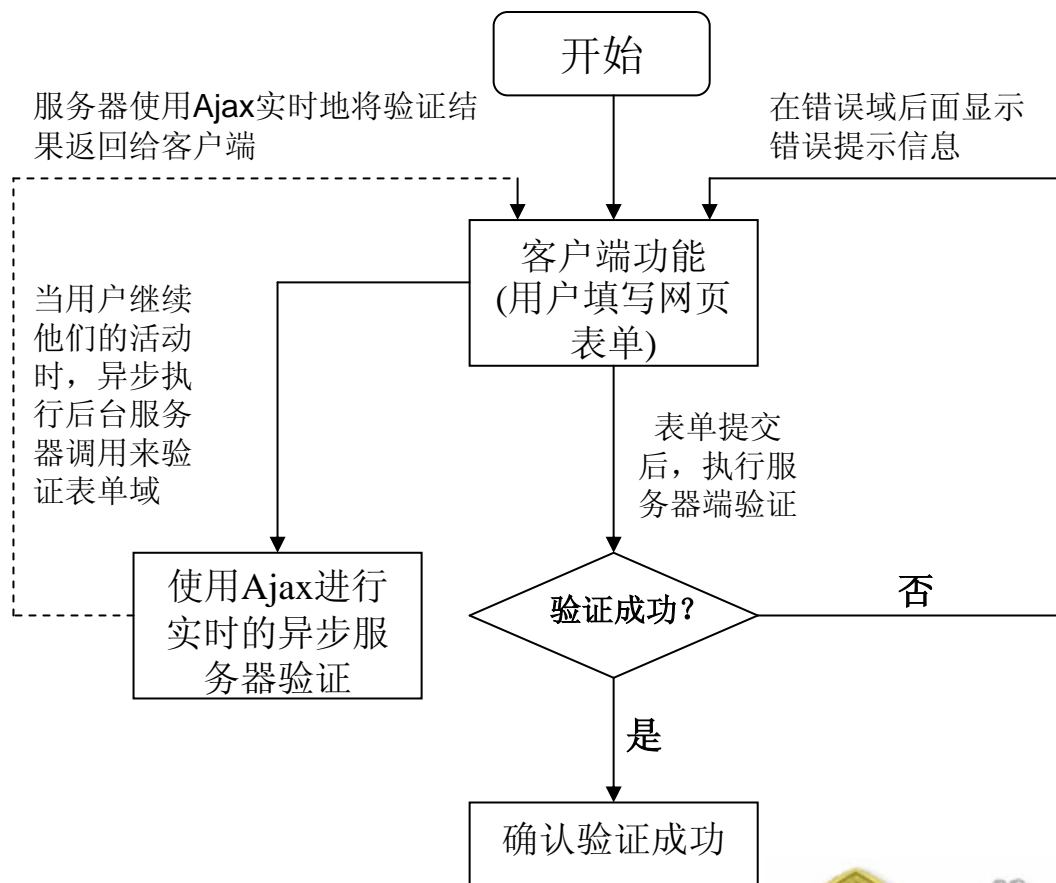 开始
服务器使用Ajax实时地将验证结
果返回给客户端
在错误域后面显示
错误提示信息
客户端功能
(用户填写网页
表单)
当用户继续
他们的活动
时，异步执
行后台服务
器调用来验
证表单域
表单提交
后，执行服
务器端验证
使用Ajax进行
实时的异步服
务器验证
验证成功？
否
是
确认验证成功